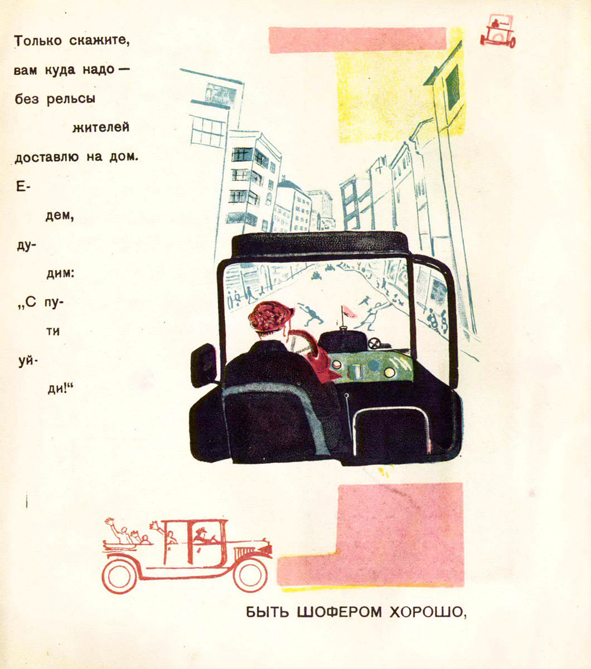 Только скажите,
вам куда надо —
без рельсы
жителей
доставлю на дом.
Е-
дем,
ду-
дим:
„С пу-
ти
уй-
ди!“
БЫТЬ ШОФЕРОМ ХОРОШО,